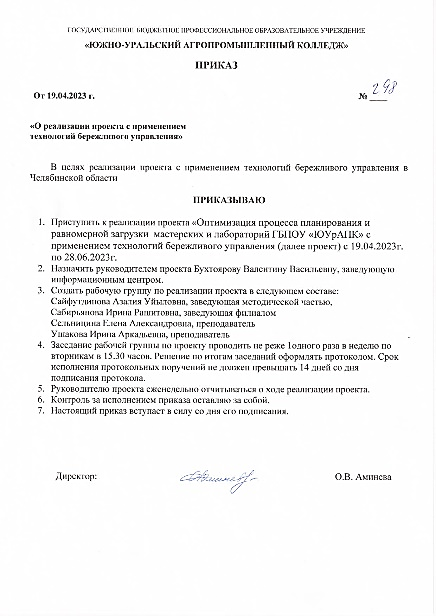 ГОСУДАРСТВЕННОЕ БЮДЖЕТНОЕ ПРОФЕССИОНАЛЬНОЕ ОБРАЗОВАТЕЛЬНОЕ УЧРЕЖДЕНИЕ
«ЮЖНО-УРАЛЬСКИЙ АГРОПРОМЫШЛЕННЫЙ КОЛЛЕДЖ»
ПРИКАЗ
От 19.04.2023 г.
№ 298
«О реализации проекта с применением
технологий бережливого управления»
В целях реализации проекта с применением технологий бережливого управления в
Челябинской области
ПРИКАЗЫВАЮ
1. Приступить к реализации проекта «Оптимизация процесса планирования и
равномерной загрузки мастерских и лабораторий ГБПОУ «ЮУрАПК» с
применением технологий бережливого управления (далее проект) с 19.04.2023г.
по 28.06.2023г.
2. Назначить руководителем проекта Бухтоярову Валентину Васильевну, заведующую
информационным центром.
3. Создать рабочую группу по реализации проекта в следующем составе:
Сайфутдинова Азалия Уйыловна, заведующая методической частью,
Сабирьянова Ирина Рашитовна, заведующая филиалом
Сельницина Елена Александровна, преподаватель
Ушакова Ирина Аркадьевна, преподаватель
4. Заседание рабочей группы по проекту проводить не реже 1одного раза в неделю по
вторникам в 15.30 часов. Решение по итогам заседаний оформлять протоколом. Срок
исполнения протокольных поручений не должен превышать 14 дней со дня
подписания протокола.
5. Руководителю проекта еженедельно отчитываться о ходе реализации проекта.
6. Контроль за исполнением приказа оставляю за собой.
7. Настоящий приказ вступает в силу со дня его подписания.
Директор:
О.В. Аминева